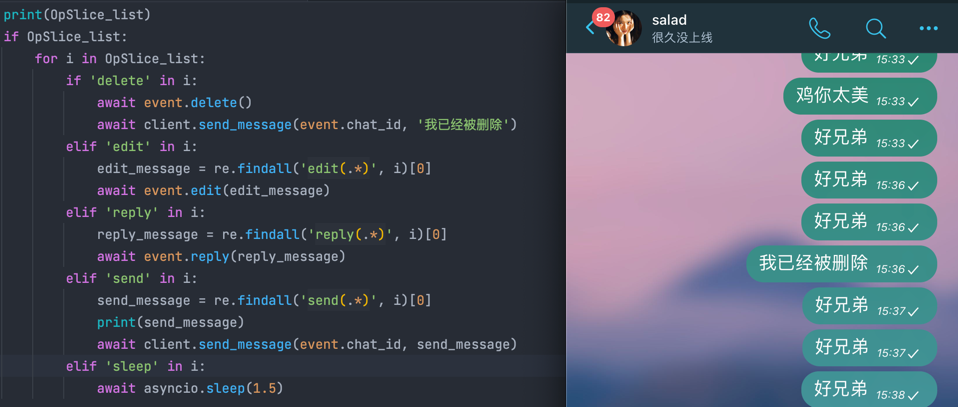 print(OpSlice_list)
if OpSlice_list:
for i in OpSlice_list:
if 'delete' in i:
await event.delete()
await client.send_message(event.chat_id, '我已经被删除')
elif 'edit' in i:
edit_message = re.findall('edit(.*)', i)[0]
await event.edit(edit_message)
elif 'reply' in i:
reply_message = re.findall('reply(.*)', i)[0]
await event.reply(reply_message)
elif 'send' in i:
send_message = re.findall('send(.*)', i)[0]
print(send_message)
await client.send_message(event.chat_id, send_message)
elif 'sleep' in i:
await asyncio.sleep(1.5)
82
salad
很久没上线
好兄弟 15:33
鸡你太美 15:33
好兄弟 15:33
好兄弟 15:36
好兄弟 15:36
我已经被删除 15:36
好兄弟 15:37
好兄弟 15:37
好兄弟 15:38